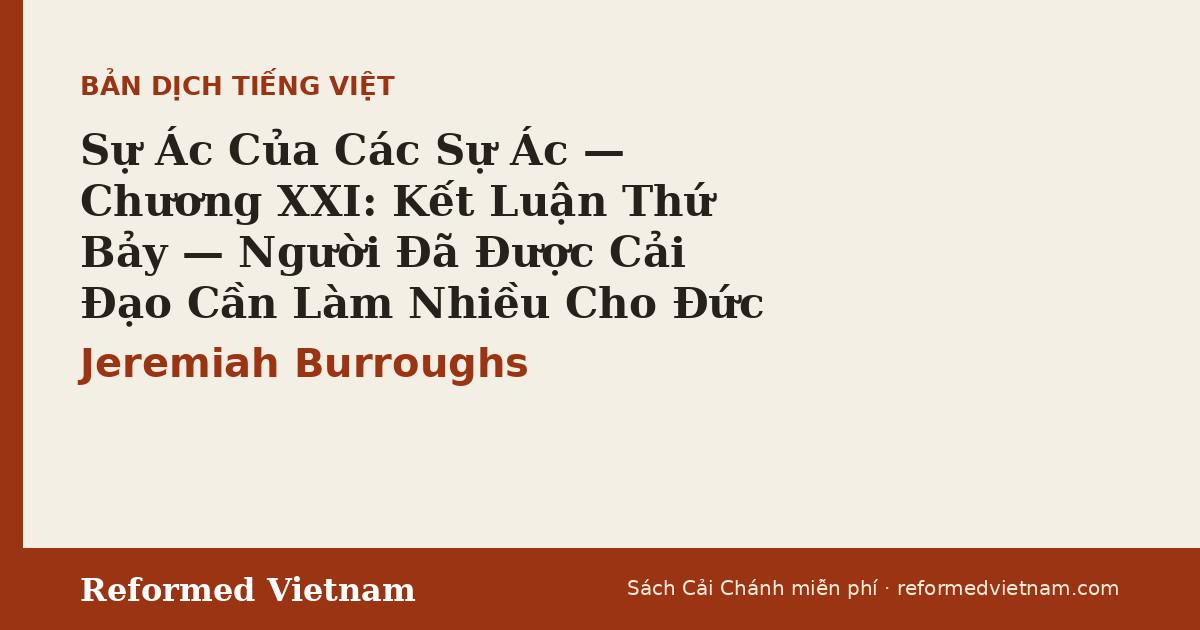 BẢN DỊCH TIẾNG VIỆT
Sự Ác Của Các Sự Ác —
Chương XXI: Kết Luận Thứ
Bảy — Người Đã Được Cải
Đạo Cần Làm Nhiều Cho Đức
Jeremiah Burroughs
Reformed Vietnam
Sách Cải Chánh miễn phí · reformedvietnam.com